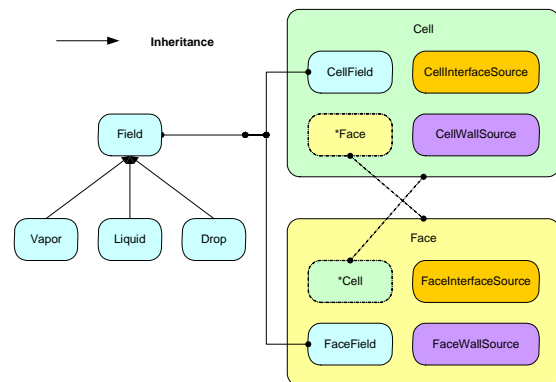 Inheritance
Cell
CellField
CellInterfaceSource
Field
*Face
CellWallSource
Vapor
Liquid
Drop
Face
*Cell
FaceInterfaceSource
FaceField
FaceWallSource